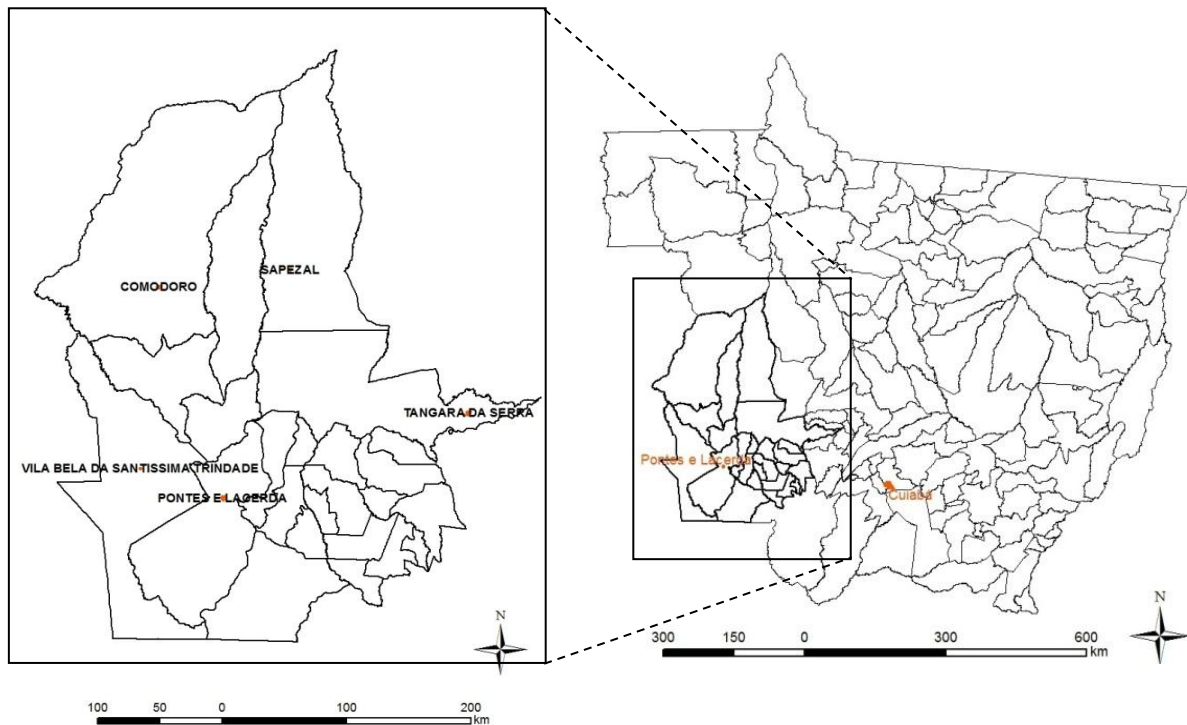 SAPEZAL
COMODORO
TANGARA DA SERRA
VILA BELA DA SANTISSIMA TRINDADE
PONTES E LACERDA
N
100 50 0 100 200
km
Pontes e Lacerda
Cuiabá
N
300 150 0 300 600
km